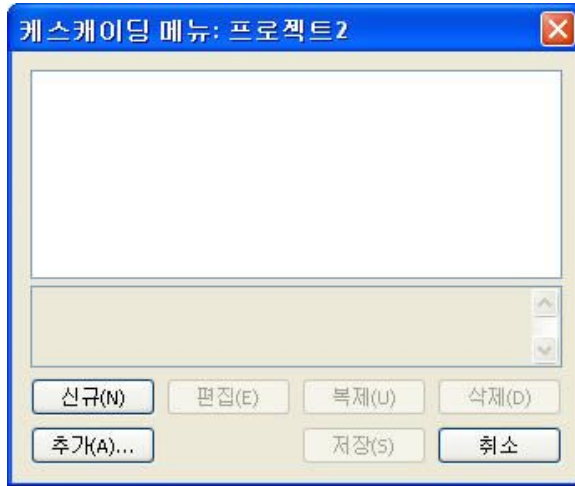 케스케이딩 메뉴: 프로젝트2
신규(N) 편집(E) 복제(U) 삭제(D)
추가(A)... 저장(S) 취소